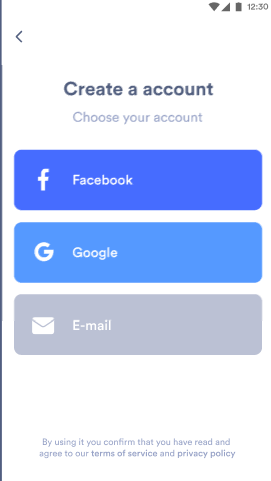 12:30
Create a account
Choose your account
Facebook
Google
E-mail
By using it you confirm that you have read and
agree to our terms of service and privacy policy